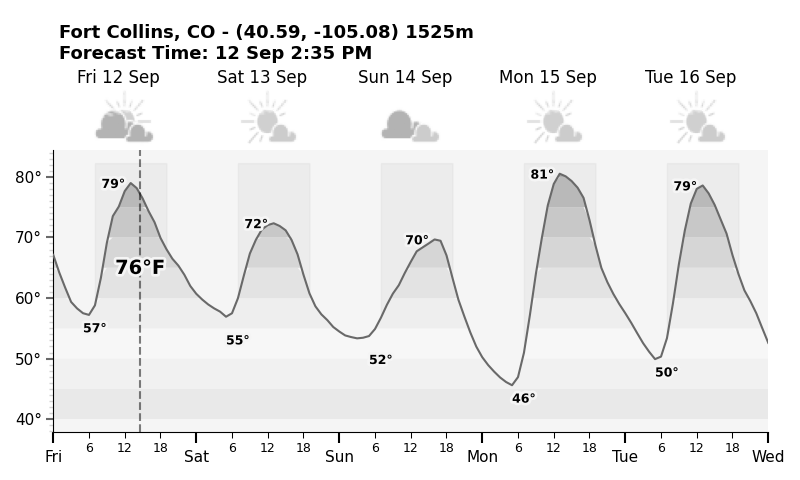 Fort Collins, CO - (40.59, -105.08) 1525m
Forecast Time: 12 Sep 2:35 PM
Fri 12 Sep Sat 13 Sep Sun 14 Sep Mon 15 Sep Tue 16 Sep
80° 79° 72° 70° 81° 79°
70°
76°F
60°
57° 55° 52° 46° 50°
50°
40°
6 12 18 6 12 18 6 12 18 6 12 18 6 12 18
Fri Sat Sun Mon Tue Wed